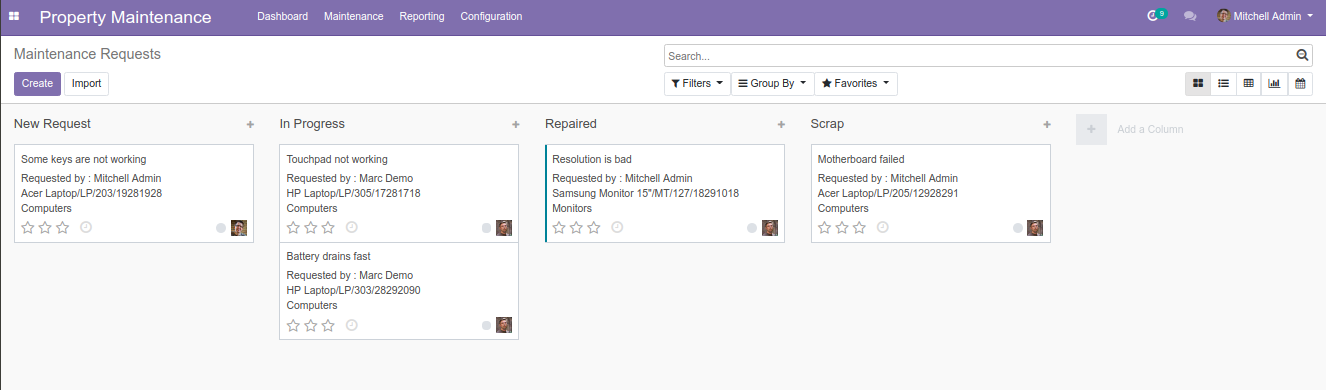 Property Maintenance Dashboard Maintenance Reporting Configuration 9 Mitchell Admin
Maintenance Requests
Search...
Create Import Filters Group By Favorites
New Request
Some keys are not working
Requested by : Mitchell Admin
Acer Laptop/LP/203/19281928
Computers
In Progress
Touchpad not working
Requested by : Marc Demo
HP Laptop/LP/305/17281718
Computers
Battery drains fast
Requested by : Marc Demo
HP Laptop/LP/303/28292090
Computers
Repaired
Resolution is bad
Requested by : Mitchell Admin
Samsung Monitor 15"/MT/127/18291018
Monitors
Scrap
Motherboard failed
Requested by : Mitchell Admin
Acer Laptop/LP/205/12928291
Computers
Add a Column